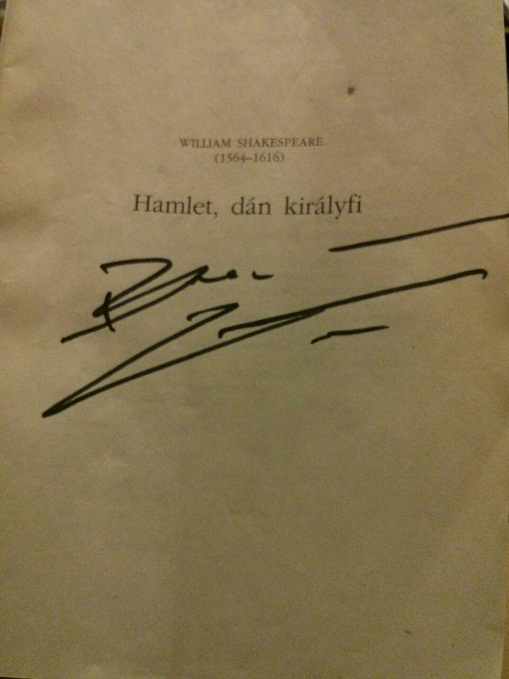 WILLIAM SHAKESPEARE
(1564–1616)
Hamlet, dán királyfi